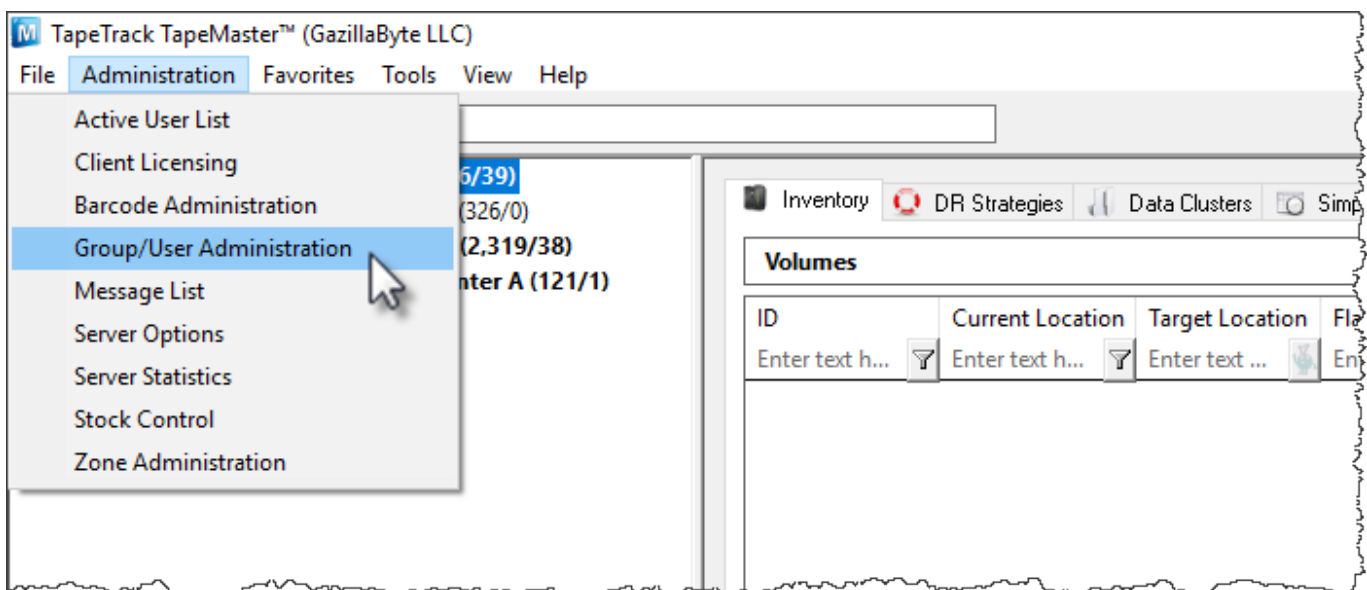 TapeTrack TapeMaster™ (GazillaByte LLC)
File Administration Favorites Tools View Help
Active User List
Client Licensing
Barcode Administration
Group/User Administration
Message List
Server Options
Server Statistics
Stock Control
Zone Administration
6/39)
(326/0)
(2,319/38)
nter A (121/1)
Inventory DR Strategies Data Clusters Simp
Volumes
ID Current Location Target Location Fla
Enter text h... Enter text h... Enter text ... En